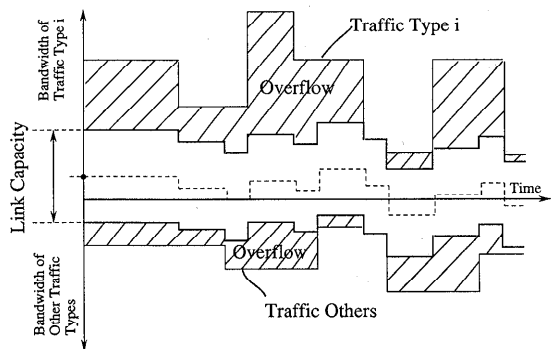 Bandwidth of
Traffic Type i
Traffic Type i
Overflow
Link Capacity
Time
Overflow
Bandwidth of
Other Traffic
Types
Traffic Others